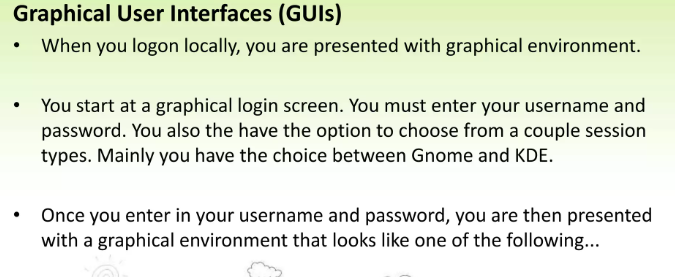 Graphical User Interfaces (GUIs)
• When you logon locally, you are presented with graphical environment.
• You start at a graphical login screen. You must enter your username and
password. You also the have the option to choose from a couple session
types. Mainly you have the choice between Gnome and KDE.
• Once you enter in your username and password, you are then presented
with a graphical environment that looks like one of the following...